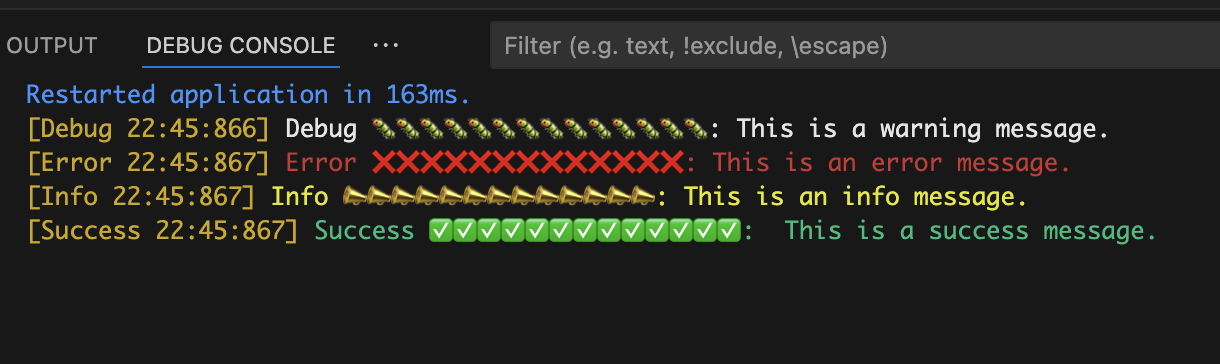 OUTPUT DEBUG CONSOLE ··· Filter (e.g. text, !exclude, \escape)
Restarted application in 163ms.
[Debug 22:45:866] Debug 🐛🐛🐛🐛🐛🐛🐛🐛🐛🐛🐛🐛🐛🐛: This is a warning message.
[Error 22:45:867] Error ❌❌❌❌❌❌❌❌❌❌❌❌❌: This is an error message.
[Info 22:45:867] Info 📯📯📯📯📯📯📯📯📯📯📯📯📯: This is an info message.
[Success 22:45:867] Success ✅✅✅✅✅✅✅✅✅✅✅✅✅:  This is a success message.